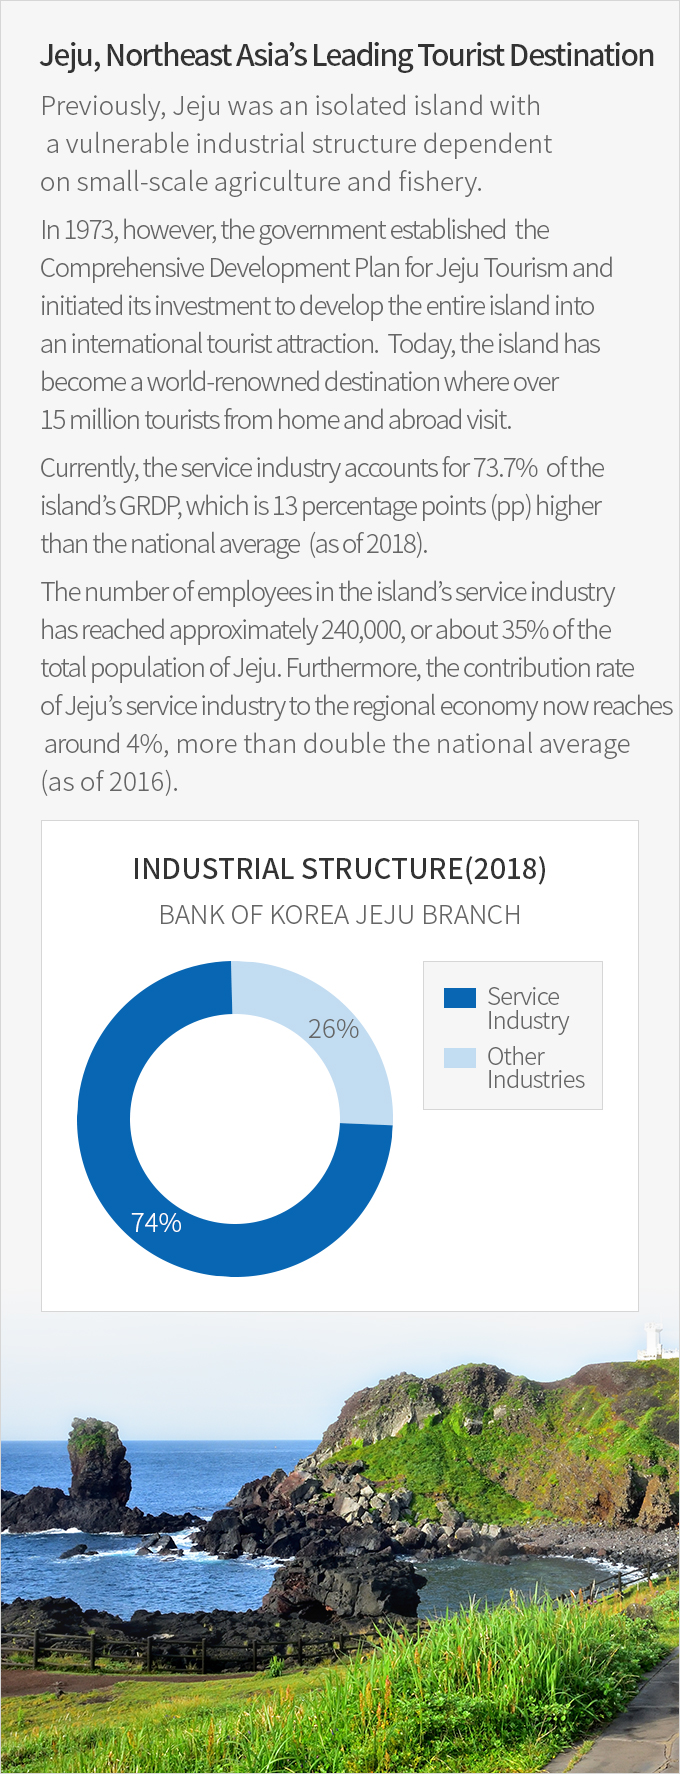 Jeju, Northeast Asia’s Leading Tourist Destination
Previously, Jeju was an isolated island with
a vulnerable industrial structure dependent
on small-scale agriculture and fishery.
In 1973, however, the government established the
Comprehensive Development Plan for Jeju Tourism and
initiated its investment to develop the entire island into
an international tourist attraction. Today, the island has
become a world-renowned destination where over
15 million tourists from home and abroad visit.
Currently, the service industry accounts for 73.7% of the
island’s GRDP, which is 13 percentage points (pp) higher
than the national average (as of 2018).
The number of employees in the island’s service industry
has reached approximately 240,000, or about 35% of the
total population of Jeju. Furthermore, the contribution rate
of Jeju’s service industry to the regional economy now reaches
around 4%, more than double the national average
(as of 2016).
INDUSTRIAL STRUCTURE(2018)
BANK OF KOREA JEJU BRANCH
Service
Industry
Other
Industries
26%
74%